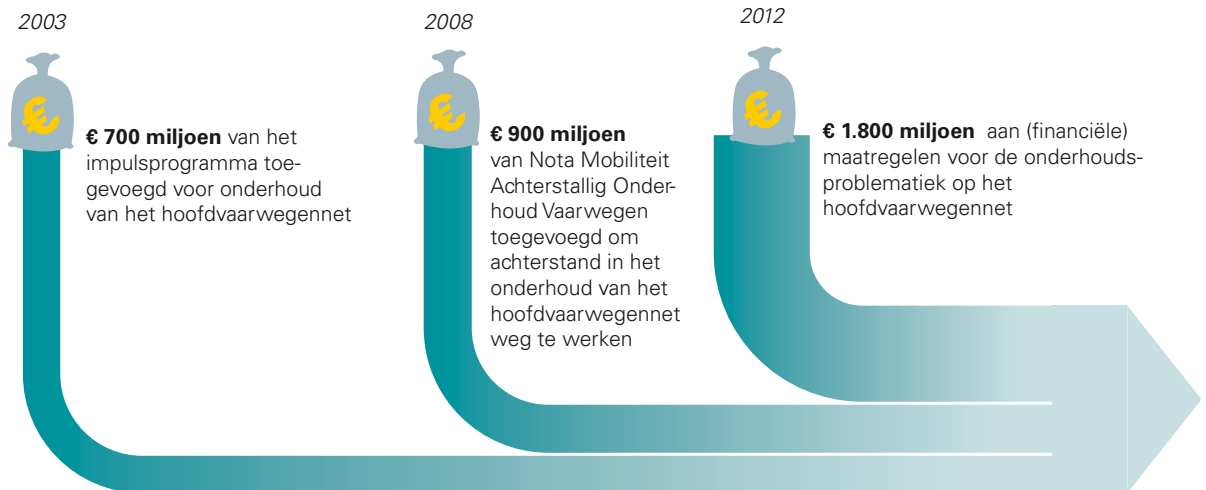 2003
€ 700 miljoen van het
impulsprogramma toe-
gevoegd voor onderhoud
van het hoofdvaarwegennet
2008
€ 900 miljoen
van Nota Mobiliteit
Achterstallig Onder-
houd Vaarwegen
toegevoegd om
achterstand in het
onderhoud van het
hoofdvaarwegennet
weg te werken
2012
€ 1.800 miljoen aan (financiële)
maatregelen voor de onderhouds-
problematiek op het
hoofdvaarwegennet